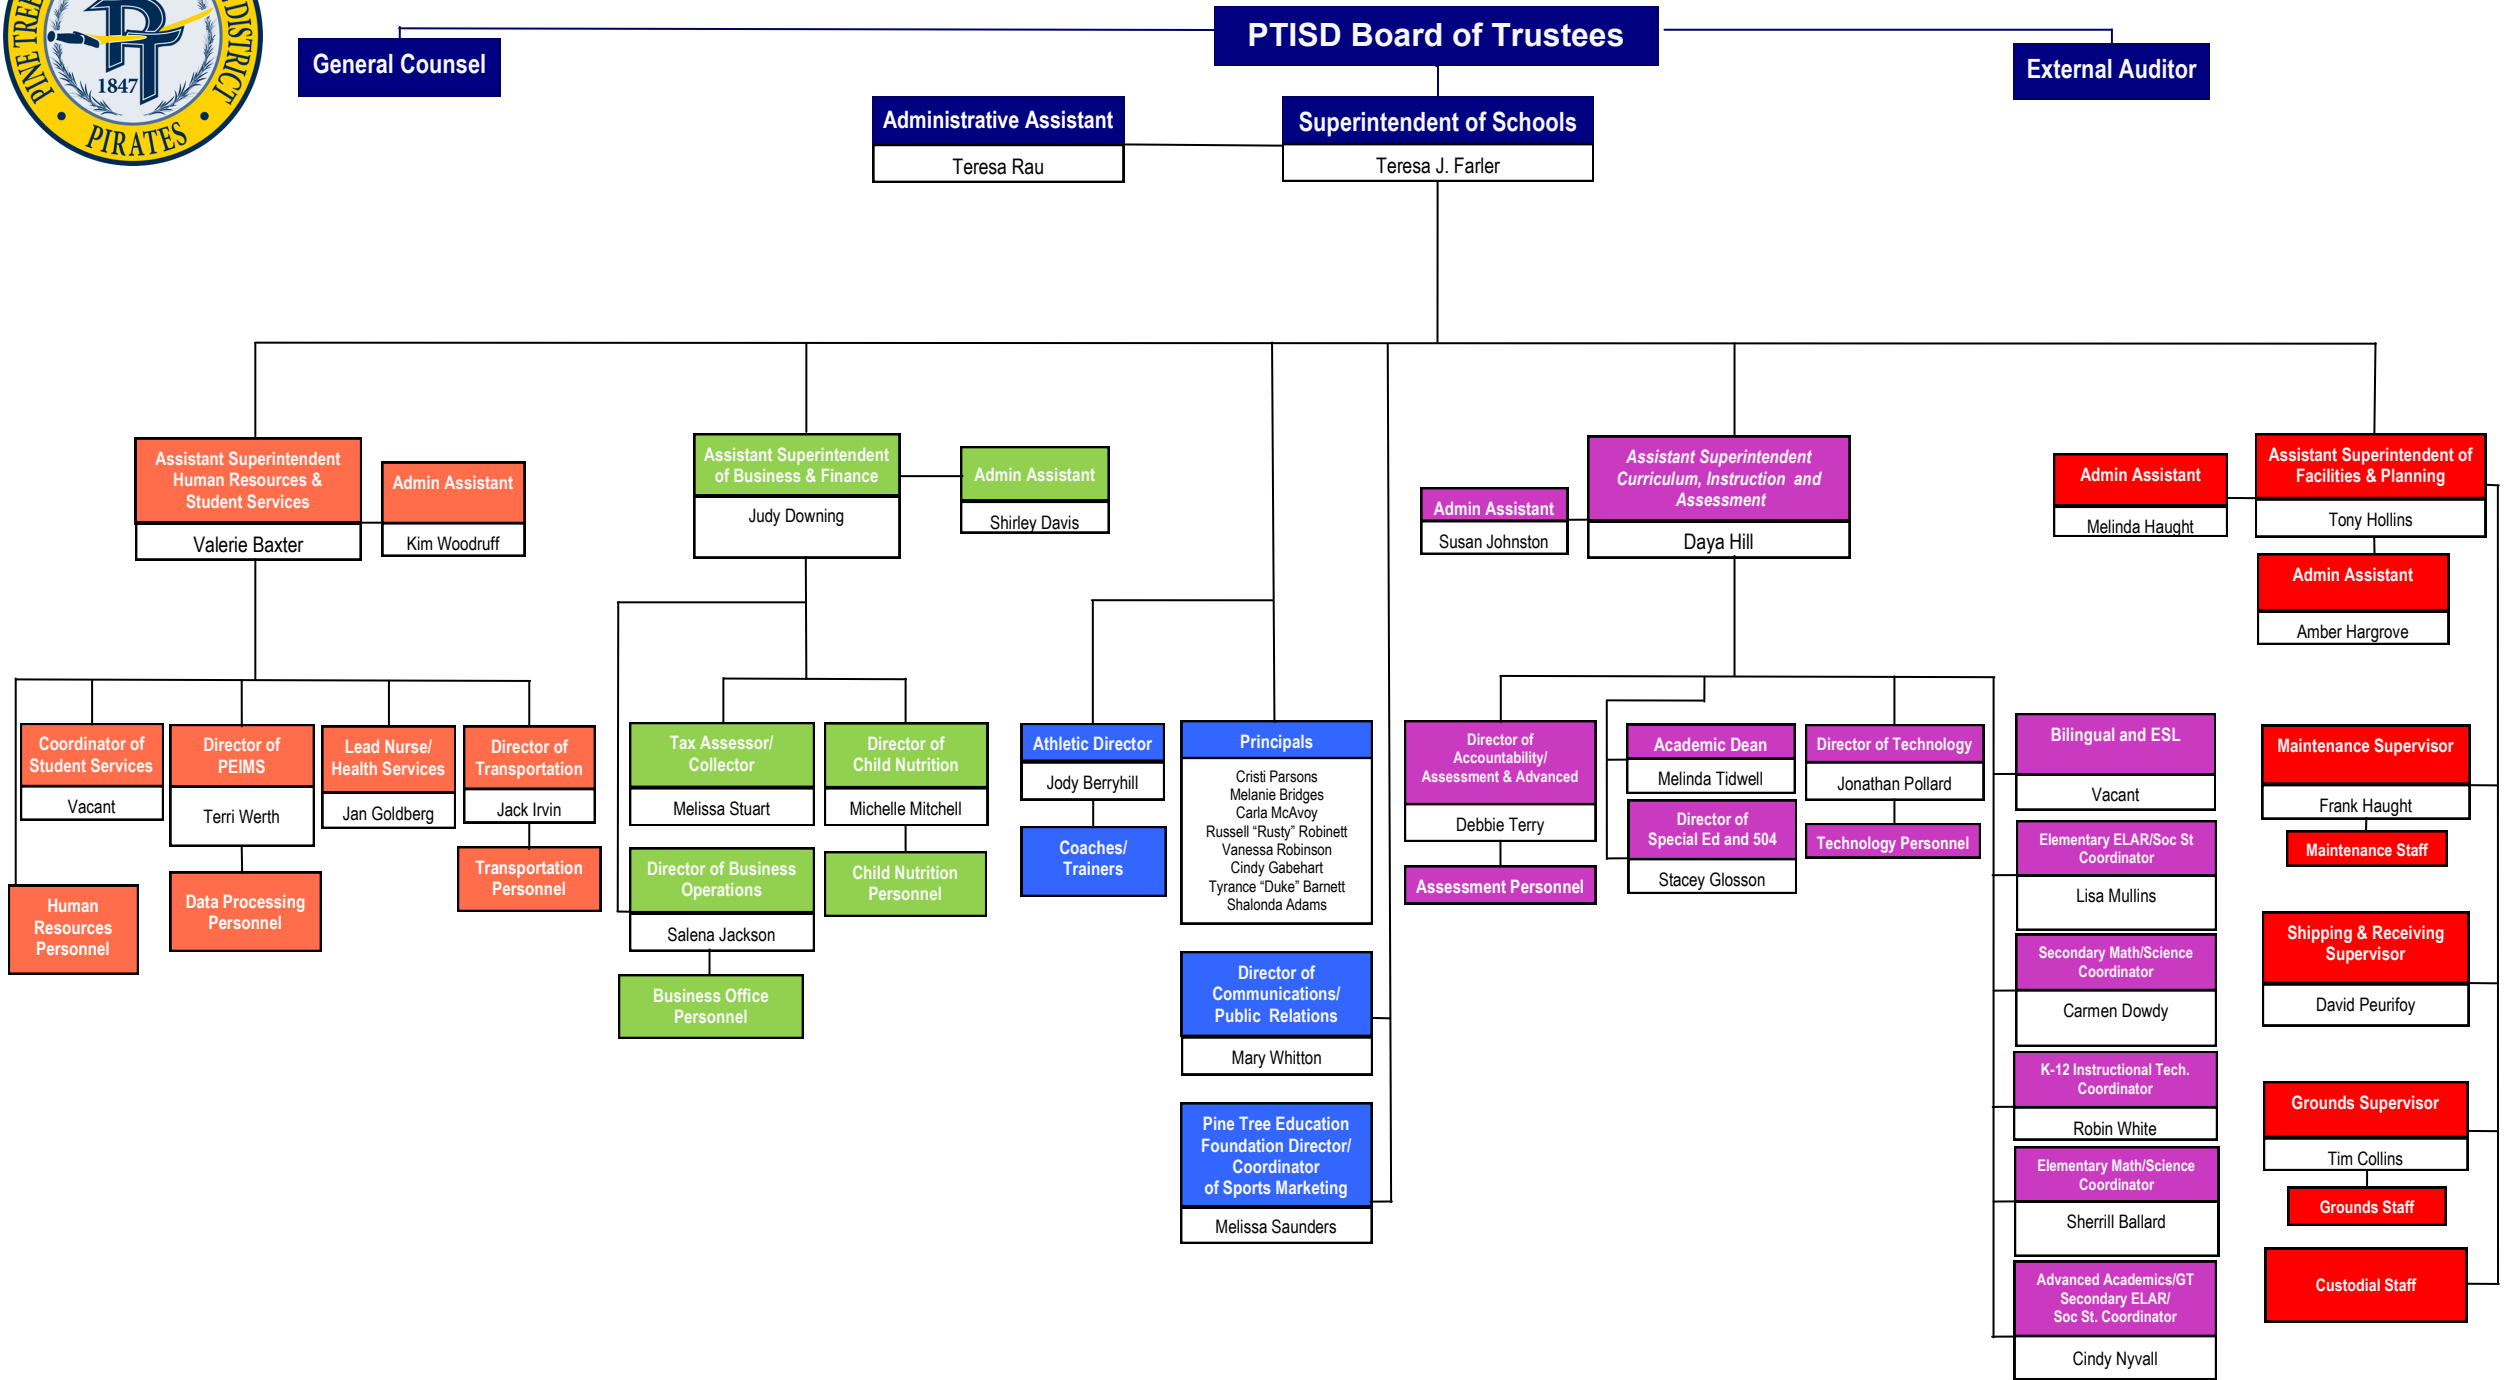 PINE TREE
DISTRICT
PT
1847
PIRATES
PTISD Board of Trustees
General Counsel
External Auditor
Administrative Assistant
Teresa Rau
Superintendent of Schools
Teresa J. Farler
Assistant Superintendent
Human Resources &
Student Services
Valerie Baxter
Admin Assistant
Kim Woodruff
Assistant Superintendent
of Business & Finance
Judy Downing
Admin Assistant
Shirley Davis
Admin Assistant
Susan Johnston
Assistant Superintendent
Curriculum, Instruction and
Assessment
Daya Hill
Admin Assistant
Melinda Haught
Assistant Superintendent of
Facilities & Planning
Tony Hollins
Admin Assistant
Amber Hargrove
Coordinator of
Student Services
Vacant
Director of
PEIMS
Terri Werth
Lead Nurse/
Health Services
Jan Goldberg
Director of
Transportation
Jack Irvin
Human
Resources
Personnel
Data Processing
Personnel
Transportation
Personnel
Tax Assessor/
Collector
Melissa Stuart
Director of
Child Nutrition
Michelle Mitchell
Director of Business
Operations
Salena Jackson
Child Nutrition
Personnel
Business Office
Personnel
Athletic Director
Jody Berryhill
Coaches/
Trainers
Principals
Cristi Parsons
Melanie Bridges
Carla McAvoy
Russell “Rusty” Robinett
Vanessa Robinson
Cindy Gabehart
Tyrance “Duke” Barnett
Shalonda Adams
Director of
Communications/
Public Relations
Mary Whitton
Pine Tree Education
Foundation Director/
Coordinator
of Sports Marketing
Melissa Saunders
Director of
Accountability/
Assessment & Advanced
Debbie Terry
Assessment Personnel
Academic Dean
Melinda Tidwell
Director of
Special Ed and 504
Stacey Glosson
Director of Technology
Jonathan Pollard
Technology Personnel
Bilingual and ESL
Vacant
Elementary ELAR/Soc St
Coordinator
Lisa Mullins
Secondary Math/Science
Coordinator
Carmen Dowdy
K-12 Instructional Tech.
Coordinator
Robin White
Elementary Math/Science
Coordinator
Sherrill Ballard
Advanced Academics/GT
Secondary ELAR/
Soc St. Coordinator
Cindy Nyvall
Maintenance Supervisor
Frank Haught
Maintenance Staff
Shipping & Receiving
Supervisor
David Peurifoy
Grounds Supervisor
Tim Collins
Grounds Staff
Custodial Staff